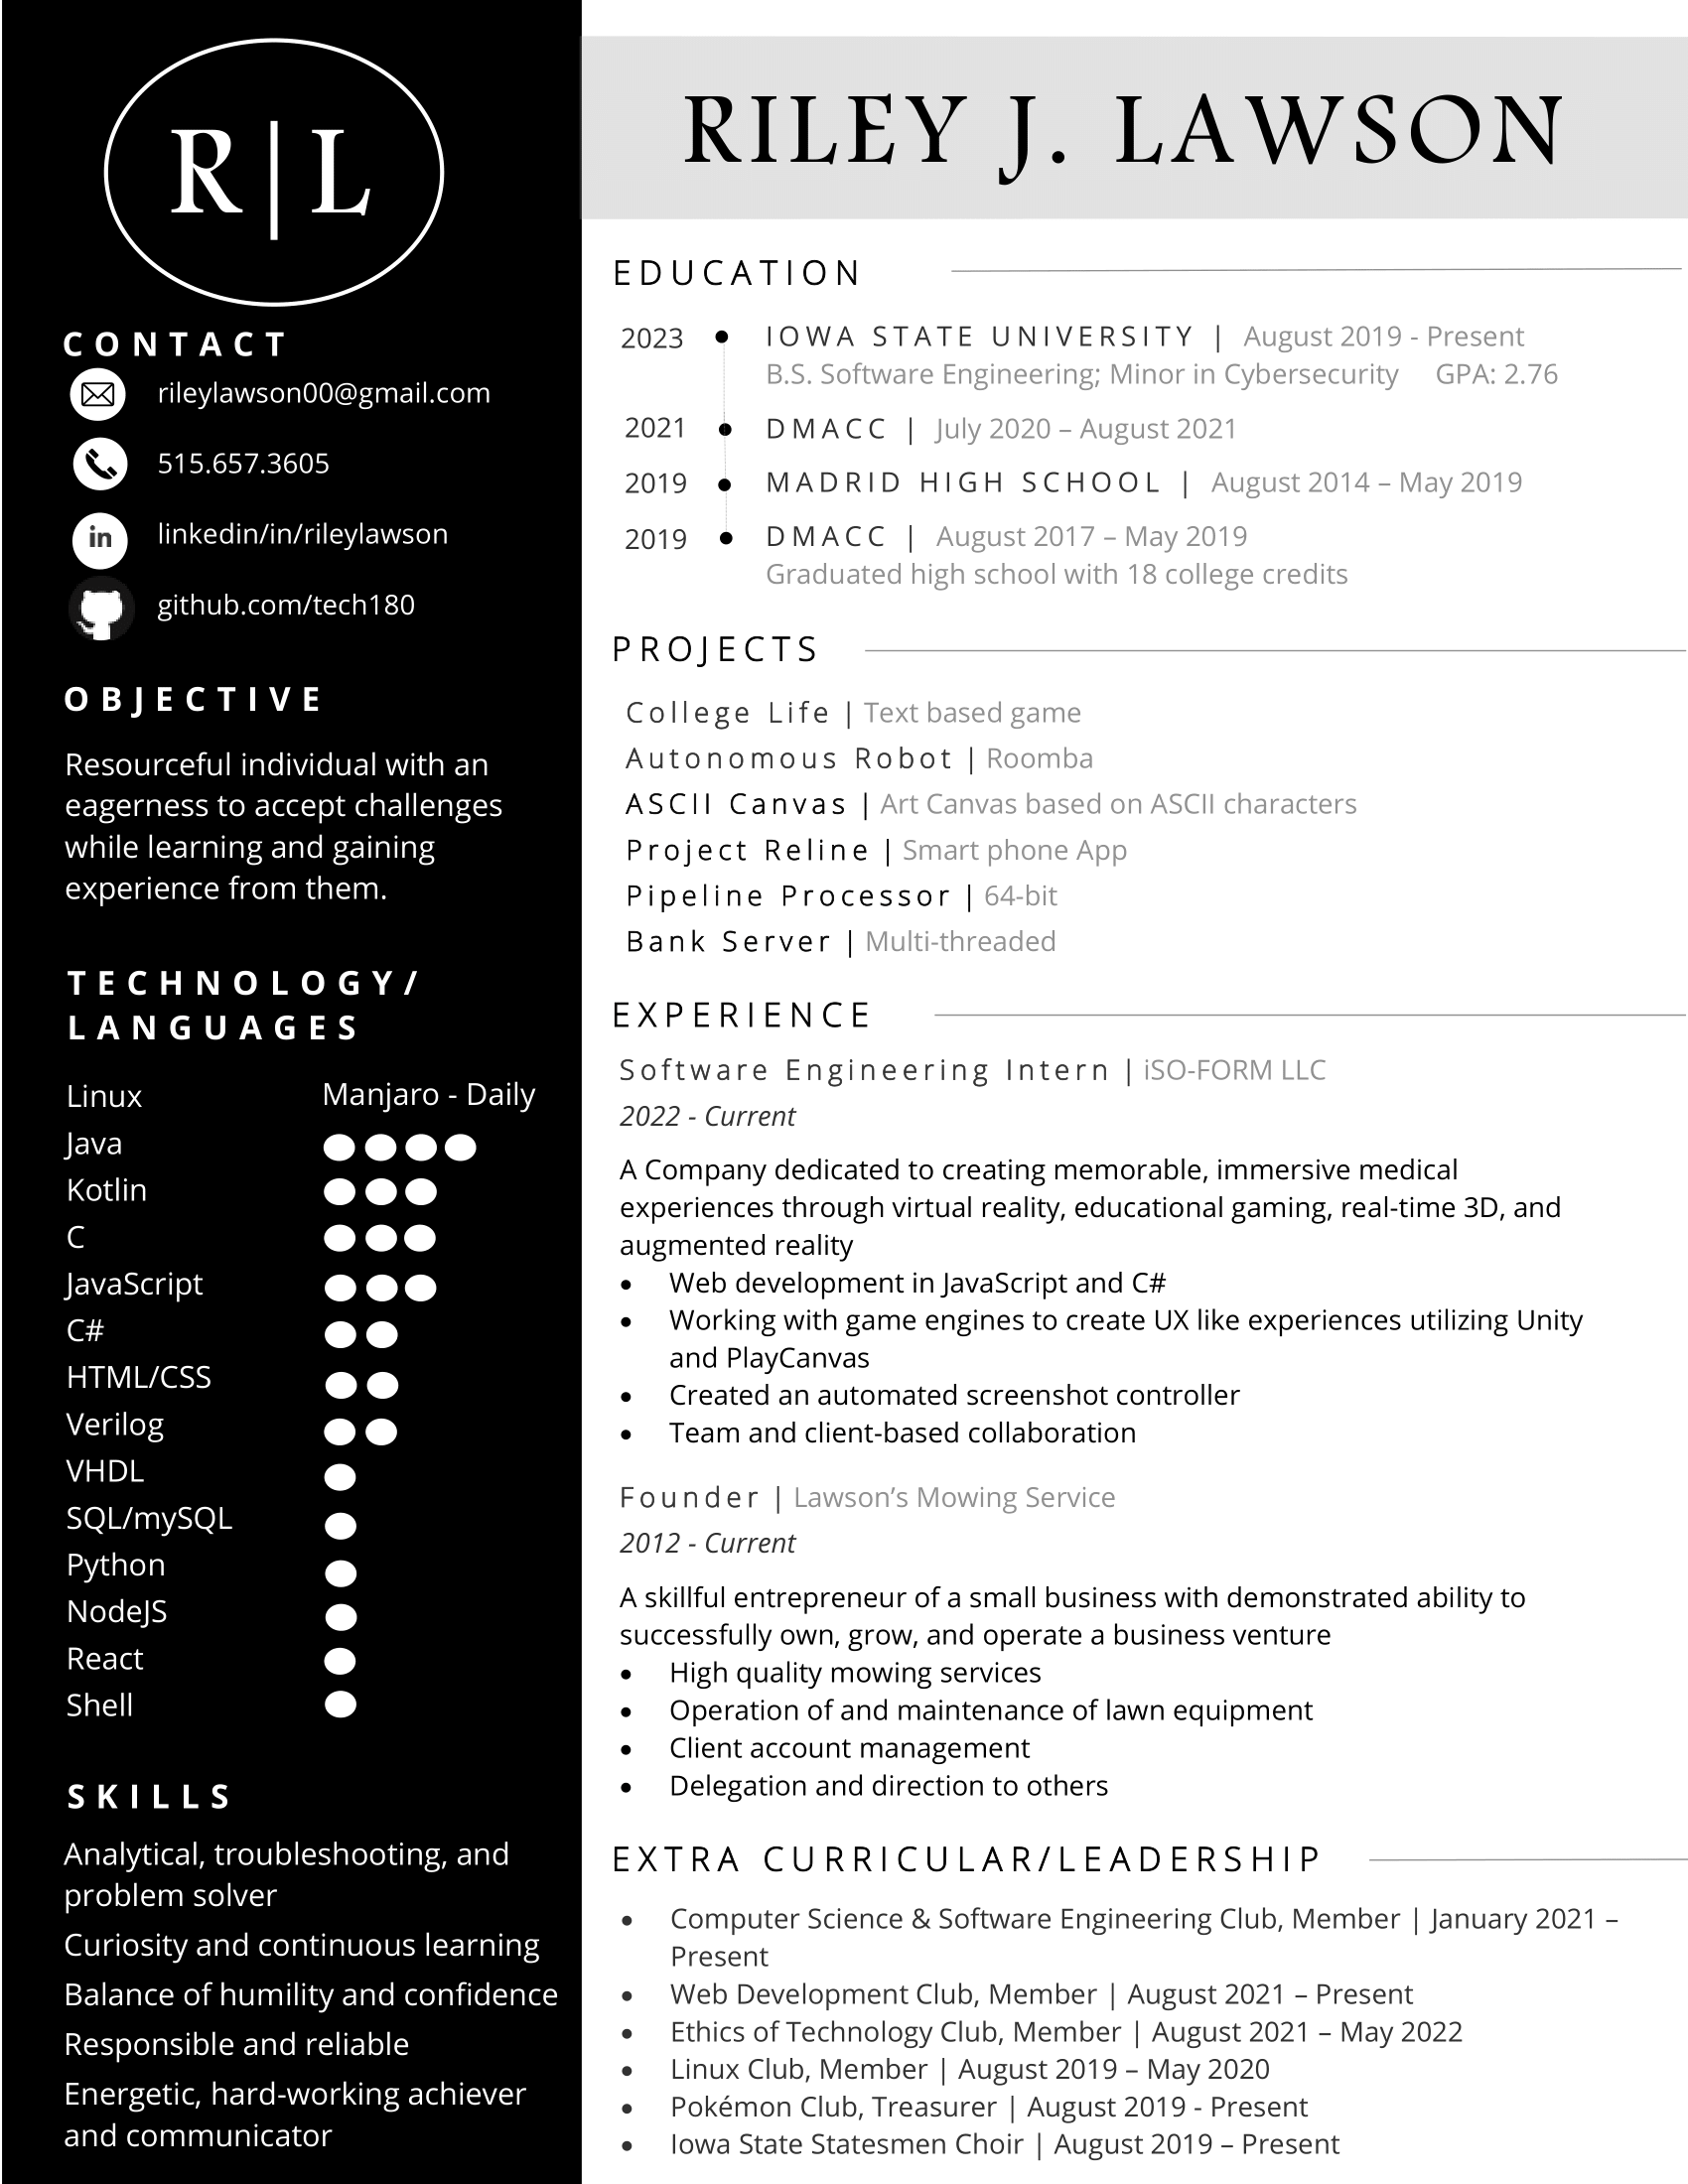 R|L
CONTACT
rileylawson00@gmail.com
515.657.3605
in
linkedin/in/rileylawson
github.com/tech180
OBJECTIVE
Resourceful individual with an
eagerness to accept challenges
while learning and gaining
experience from them.
TECHNOLOGY/
LANGUAGES
Linux Manjaro - Daily
Java
Kotlin
C
JavaScript
C#
HTML/CSS
Verilog
VHDL
SQL/mySQL
Python
NodeJS
React
Shell
SKILLS
Analytical, troubleshooting, and
problem solver
Curiosity and continuous learning
Balance of humility and confidence
Responsible and reliable
Energetic, hard-working achiever
and communicator
RILEY J. LAWSON
EDUCATION
2023 • IOWA STATE UNIVERSITY | August 2019 - Present
B.S. Software Engineering; Minor in Cybersecurity GPA: 2.76
2021 • DMACC | July 2020 – August 2021
2019 • MADRID HIGH SCHOOL | August 2014 – May 2019
2019 • DMACC | August 2017 – May 2019
Graduated high school with 18 college credits
PROJECTS
College Life | Text based game
Autonomous Robot | Roomba
ASCII Canvas | Art Canvas based on ASCII characters
Project Reline | Smart phone App
Pipeline Processor | 64-bit
Bank Server | Multi-threaded
EXPERIENCE
Software Engineering Intern | iSO-FORM LLC
2022 - Current
A Company dedicated to creating memorable, immersive medical
experiences through virtual reality, educational gaming, real-time 3D, and
augmented reality
• Web development in JavaScript and C#
• Working with game engines to create UX like experiences utilizing Unity
and PlayCanvas
• Created an automated screenshot controller
• Team and client-based collaboration
Founder | Lawson’s Mowing Service
2012 - Current
A skillful entrepreneur of a small business with demonstrated ability to
successfully own, grow, and operate a business venture
• High quality mowing services
• Operation of and maintenance of lawn equipment
• Client account management
• Delegation and direction to others
EXTRA CURRICULAR/LEADERSHIP
• Computer Science & Software Engineering Club, Member | January 2021 –
Present
• Web Development Club, Member | August 2021 – Present
• Ethics of Technology Club, Member | August 2021 – May 2022
• Linux Club, Member | August 2019 – May 2020
• Pokémon Club, Treasurer | August 2019 - Present
• Iowa State Statesmen Choir | August 2019 – Present